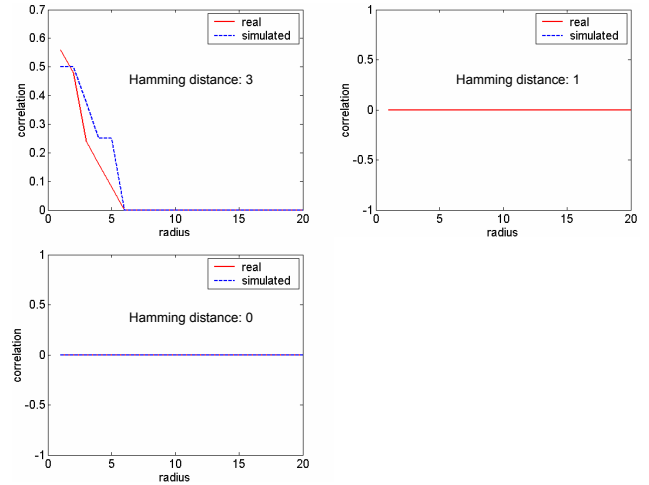 0.7
0.6
0.5
0.4
0.3
0.2
0.1
0
correlation
real
simulated
Hamming distance: 3
0 5 10 15 20
radius
1
0.5
0
-0.5
-1
correlation
real
simulated
Hamming distance: 1
0 5 10 15 20
radius
1
0.5
0
-0.5
-1
correlation
real
simulated
Hamming distance: 0
0 5 10 15 20
radius